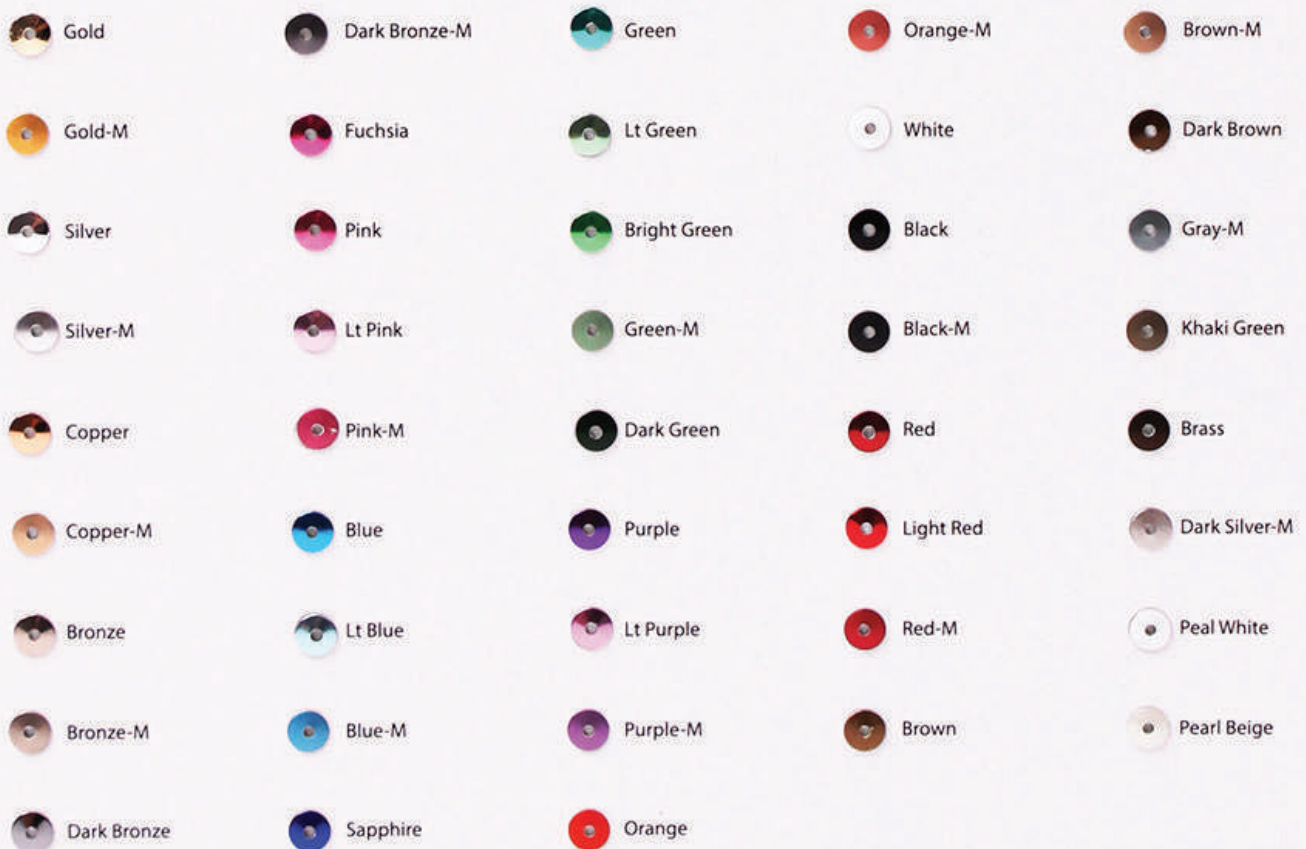 Gold
Gold-M
Silver
Silver-M
Copper
Copper-M
Bronze
Bronze-M
Dark Bronze
Dark Bronze-M
Fuchsia
Pink
Lt Pink
Pink-M
Blue
Lt Blue
Blue-M
Sapphire
Green
Lt Green
Bright Green
Green-M
Dark Green
Purple
Lt Purple
Purple-M
Orange
Orange-M
White
Black
Black-M
Red
Light Red
Red-M
Brown
Brown-M
Dark Brown
Gray-M
Khaki Green
Brass
Dark Silver-M
Peal White
Pearl Beige